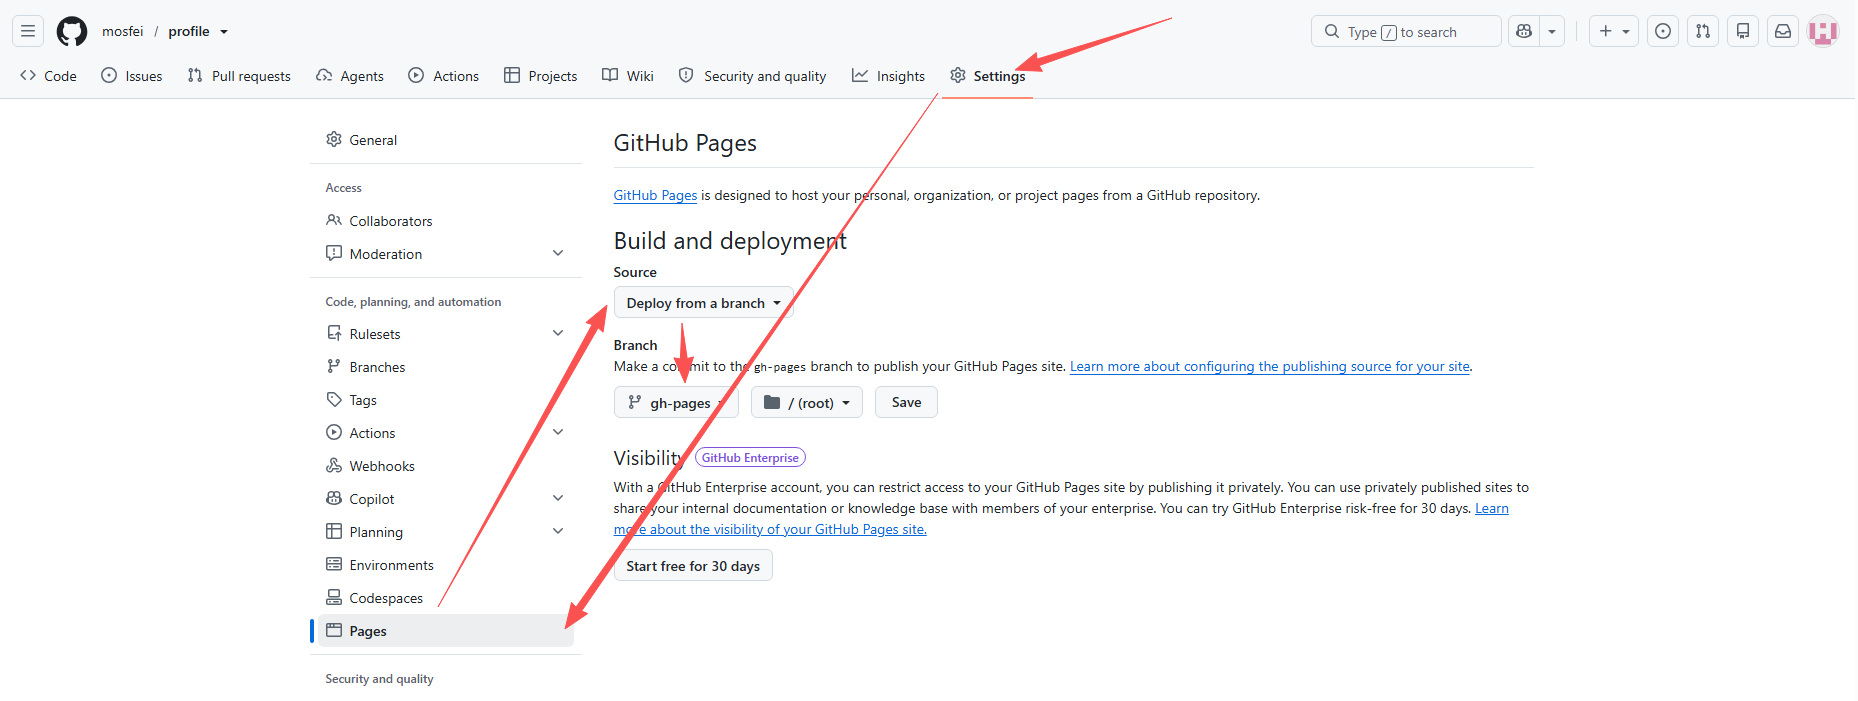 mosfei / profile
Type / to search
Code Issues Pull requests Agents Actions Projects Wiki Security and quality Insights Settings
General
Access
Collaborators
Moderation
Code, planning, and automation
Rulesets
Branches
Tags
Actions
Webhooks
Copilot
Planning
Environments
Codespaces
Pages
Security and quality
GitHub Pages
GitHub Pages is designed to host your personal, organization, or project pages from a GitHub repository.
Build and deployment
Source
Deploy from a branch
Branch
Make a commit to the gh-pages branch to publish your GitHub Pages site. Learn more about configuring the publishing source for your site.
gh-pages / (root) Save
Visibility GitHub Enterprise
With a GitHub Enterprise account, you can restrict access to your GitHub Pages site by publishing it privately. You can use privately published sites to
share your internal documentation or knowledge base with members of your enterprise. You can try GitHub Enterprise risk-free for 30 days. Learn
more about the visibility of your GitHub Pages site.
Start free for 30 days